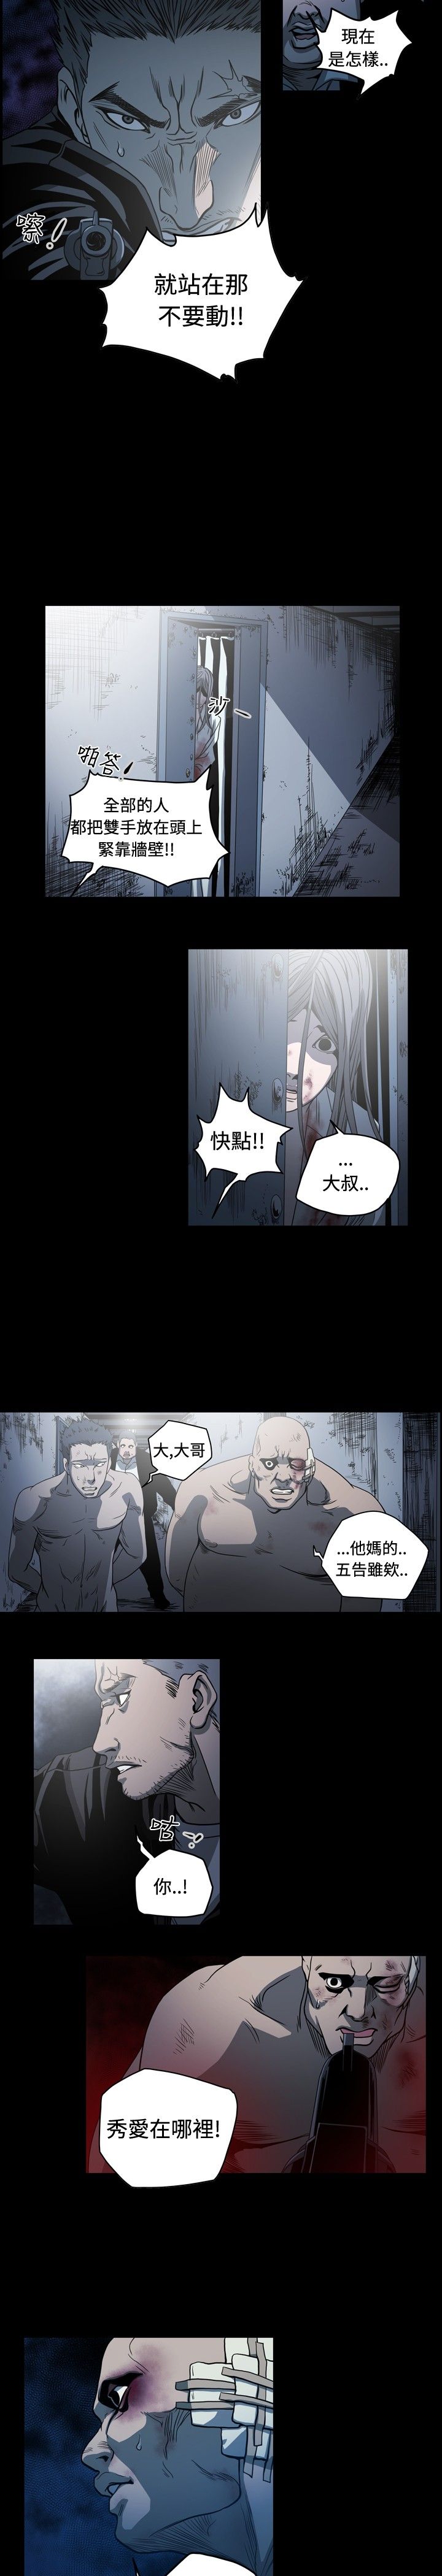 現在
是怎樣..
嚓!
就站在那
不要動!!
沙–
啪答
全部的人
都把雙手放在頭上
緊靠牆壁!!
快點!!
...
大叔..
大,大哥
...他媽的..
五告雖欸..
咕
你..!
秀愛在哪裡!